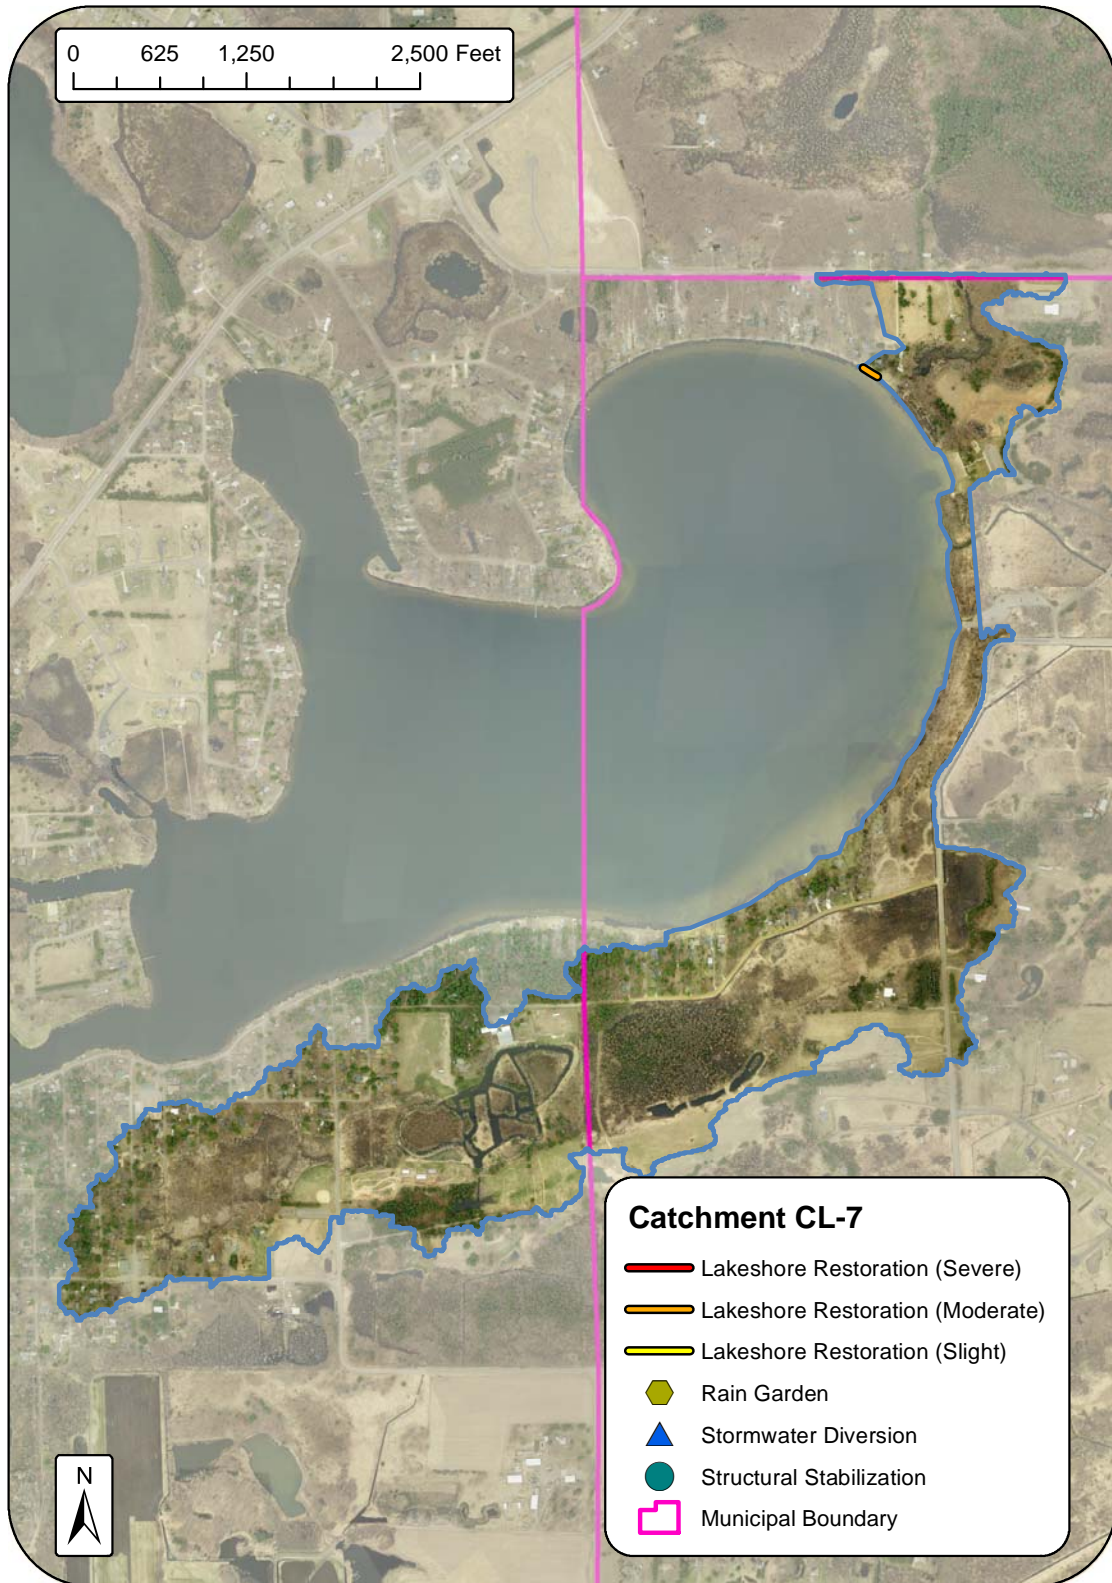 0 625 1,250 2,500 Feet
Catchment CL-7
Lakeshore Restoration (Severe)
Lakeshore Restoration (Moderate)
Lakeshore Restoration (Slight)
Rain Garden
Stormwater Diversion
Structural Stabilization
Municipal Boundary
N